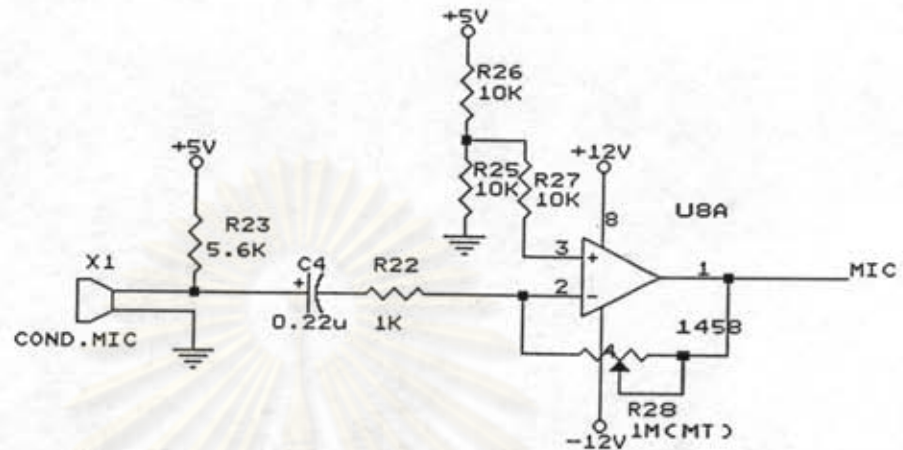 +5V
R26
10K
+5V
R25
10K
R27
10K
+12V
U8A
8
R23
5.6K
X1
C4
R22
3
+
1
MIC
+
2
-
0.22u
1K
1458
COND.MIC
4
R28
1M(MT)
-12V